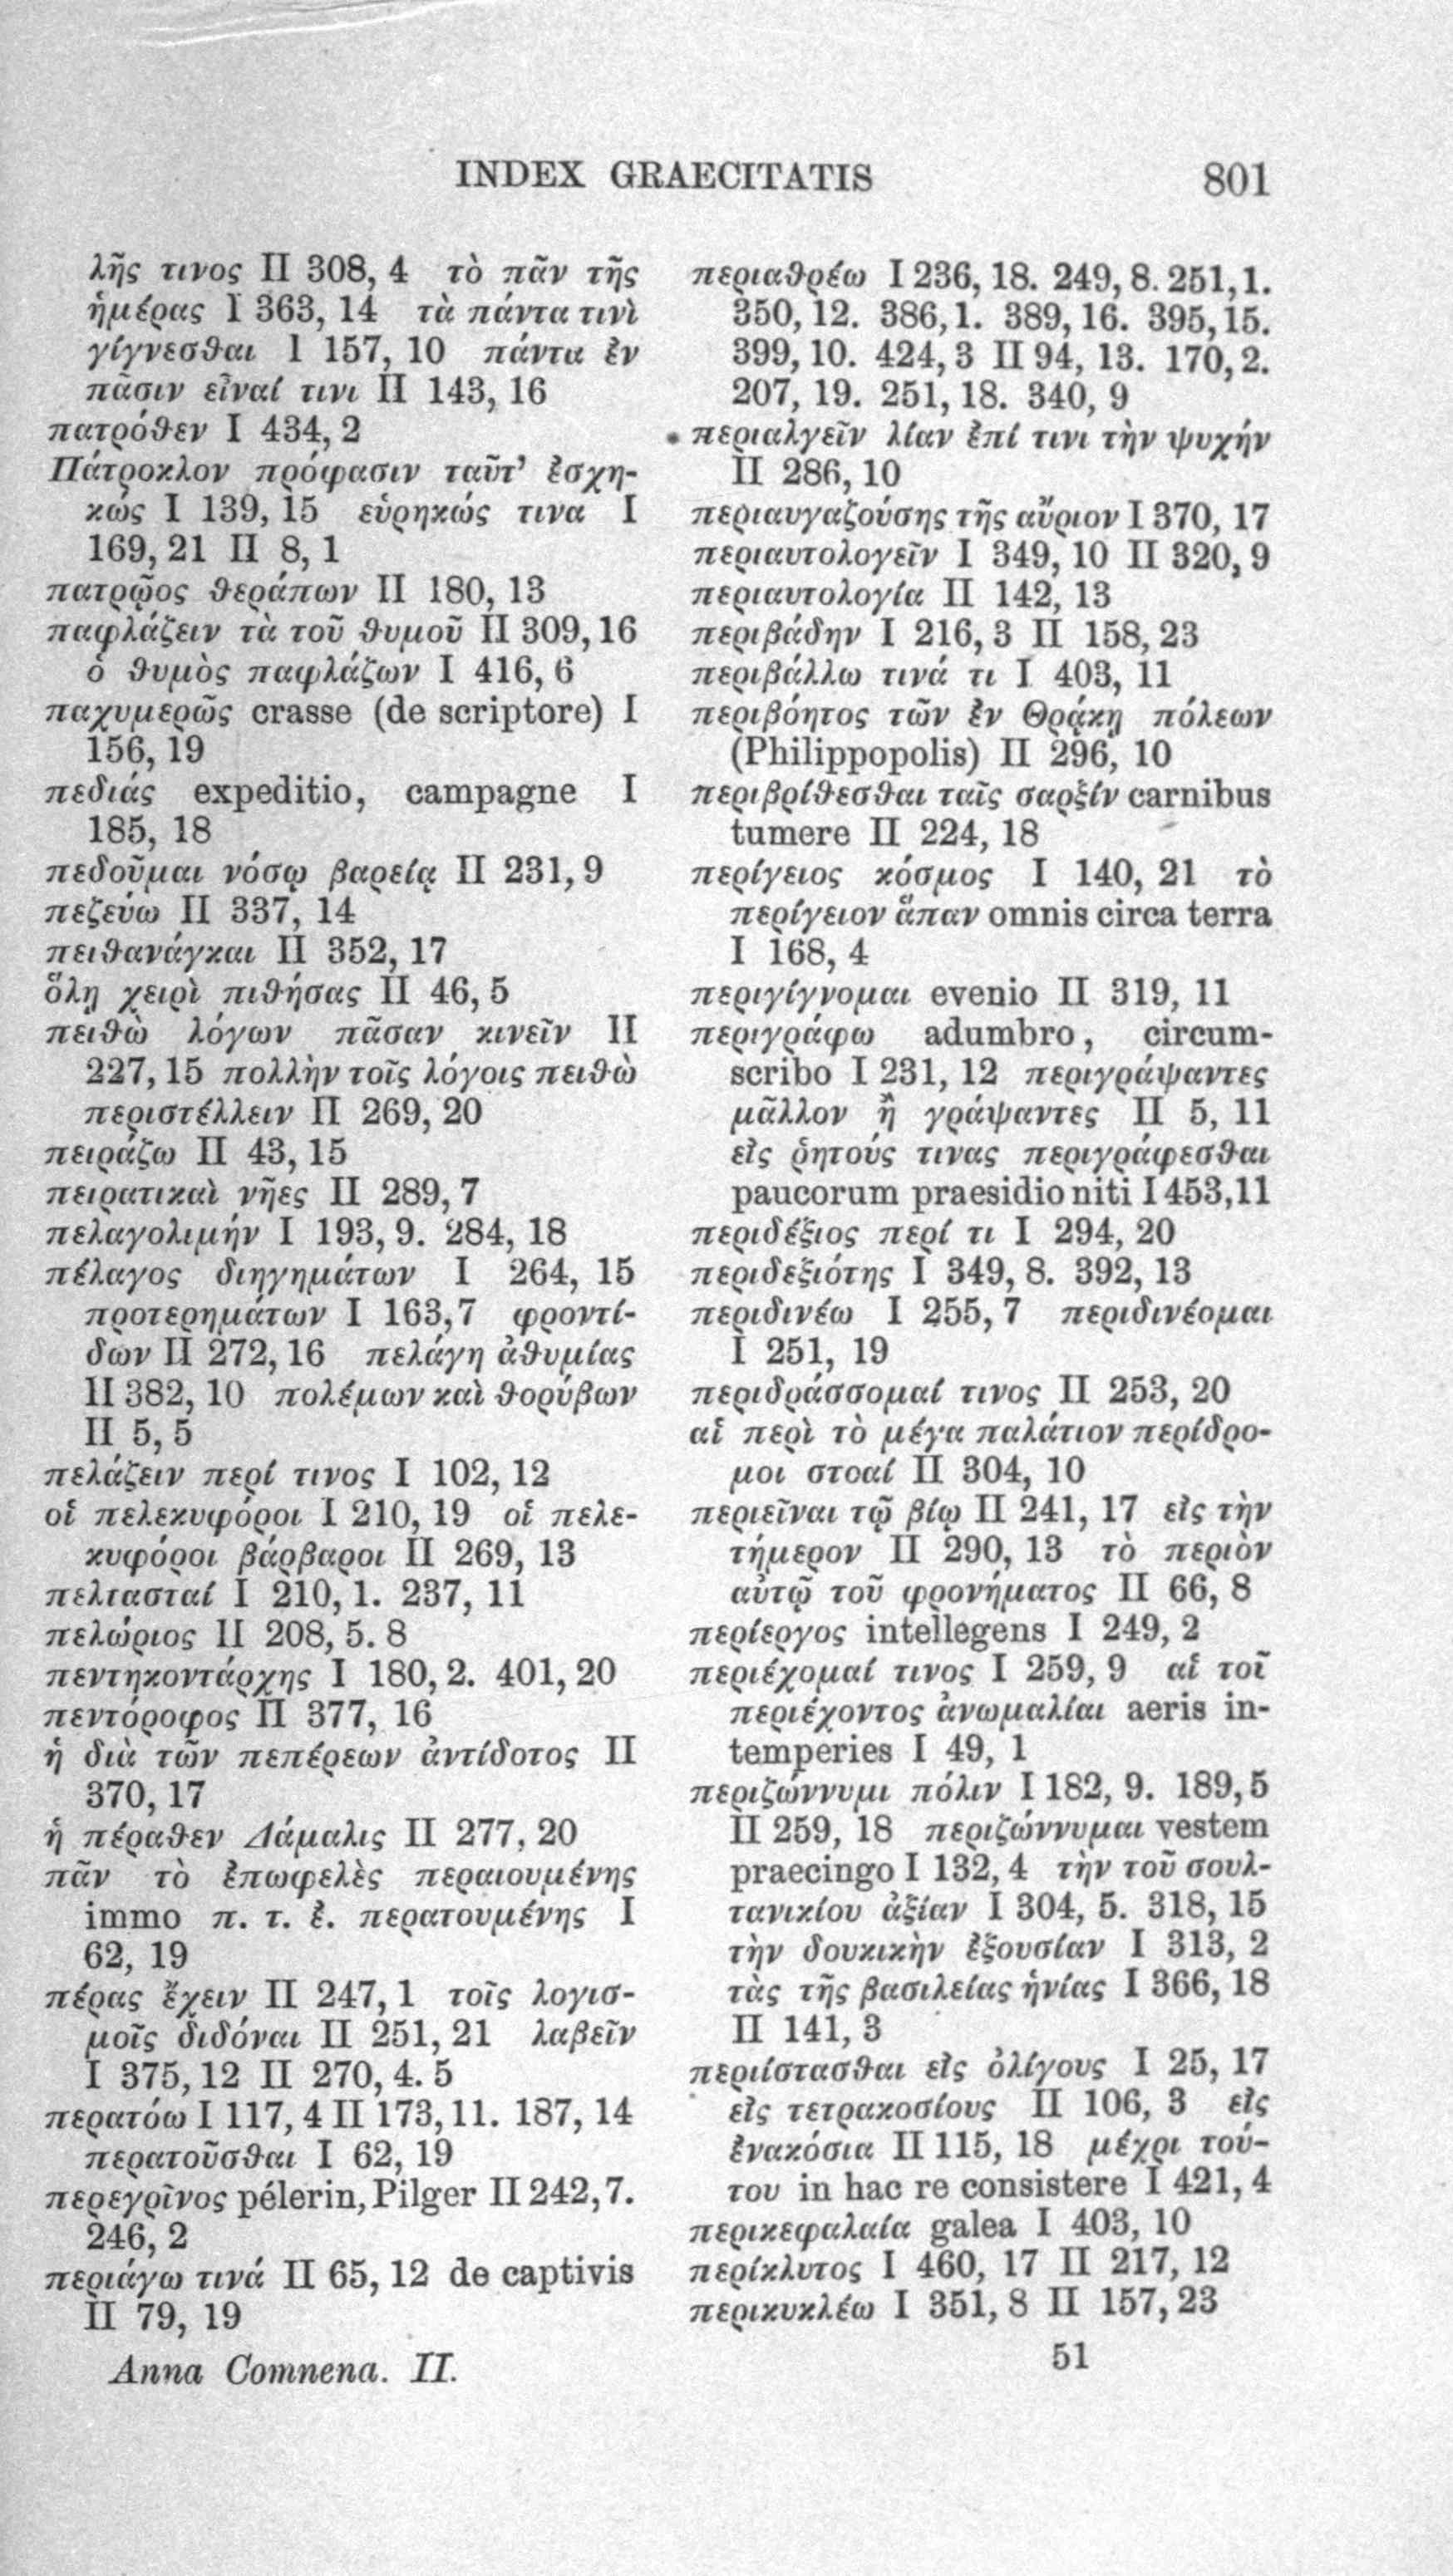 INDEX GRAECITATIS 801
λῆς τινος II 308, 4 τὸ πᾶν τῆς
ἡμέρας I 363, 14 τὰ πάντα τινὶ
γίγνεσθαι I 157, 10 πάντα ἐν
πᾶσιν εἶναί τινι II 143, 16
πατρόθεν I 434, 2
Πάτροκλον πρόφασιν ταῦτ' ἐσχη-
κὼς I 139, 15 εὑρηκώς τινα I
169, 21 II 8, 1
πατρῷος θεράπων II 180, 13
παφλάζειν τὰ τοῦ θυμοῦ II 309, 16
ὁ θυμὸς παφλάζων I 416, 6
παχυμερῶς crasse (de scriptore) I
156, 19
πεδιάς expeditio, campagne I
185, 18
πεδοῦμαι νόσῳ βαρείᾳ II 231, 9
πεζεύω II 337, 14
πειθανάγκαι II 352, 17
ὅλῃ χειρὶ πιθήσας II 46, 5
πειθὼ λόγων πᾶσαν κινεῖν II
227, 15 πολλὴν τοῖς λόγοις πειθὼ
περιστέλλειν II 269, 20
πειράζω II 43, 15
πειρατικαὶ νῆες II 289, 7
πελαγολιμήν I 193, 9. 284, 18
πέλαγος διηγημάτων I 264, 15
προτερημάτων I 163, 7 φροντί-
δων II 272, 16 πελάγη ἀθυμίας
II 382, 10 πολέμων καὶ θορύβων
II 5, 5
πελάζειν περί τινος I 102, 12
οἱ πελεκυφόροι I 210, 19 οἱ πελε-
κυφόροι βάρβαροι II 269, 13
πελτασταί I 210, 1. 237, 11
πελώριος II 208, 5. 8
πεντηκοντάρχης I 180, 2. 401, 20
πεντόροφος II 377, 16
ἡ διὰ τῶν πεπέρεων ἀντίδοτος II
370, 17
ἡ πέραθεν Δάμαλις II 277, 20
πᾶν τὸ ἐπωφελὲς περαιουμένης
immo π. τ. ἐ. περατουμένης I
62, 19
πέρας ἔχειν II 247, 1 τοῖς λογισ-
μοῖς διδόναι II 251, 21 λαβεῖν
I 375, 12 II 270, 4. 5
περατόω I 117, 4 II 173, 11. 187, 14
περατοῦσθαι I 62, 19
περεγρῖνος pélerin, Pilger II 242, 7.
246, 2
περιάγω τινά II 65, 12 de captivis
II 79, 19
περιαθρέω I 236, 18. 249, 8. 251, 1.
350, 12. 386, 1. 389, 16. 395, 15.
399, 10. 424, 3 II 94, 13. 170, 2.
207, 19. 251, 18. 340, 9
περιαλγεῖν λίαν ἐπί τινι τὴν ψυχήν
II 286, 10
περιαυγαζούσης τῆς αὔριον I 370, 17
περιαυτολογεῖν I 349, 10 II 320, 9
περιαυτολογία II 142, 13
περιβάδην I 216, 3 II 158, 23
περιβάλλω τινά τι I 403, 11
περιβόητος τῶν ἐν Θρᾴκῃ πόλεων
(Philippopolis) II 296, 10
περιβρίθεσθαι ταῖς σαρξίν carnibus
tumere II 224, 18
περίγειος κόσμος I 140, 21 τὸ
περίγειον ἅπαν omnis circa terra
I 168, 4
περιγίγνομαι evenio II 319, 11
περιγράφω adumbro, circum-
scribo I 231, 12 περιγράψαντες
μᾶλλον ἢ γράψαντες II 5, 11
εἰς ῥητούς τινας περιγράφεσθαι
paucorum praesidio niti I 453, 11
περιδέξιος περί τι I 294, 20
περιδεξιότης I 349, 8. 392, 13
περιδινέω I 255, 7 περιδινέομαι
I 251, 19
περιδράσσομαί τινος II 253, 20
αἱ περὶ τὸ μέγα παλάτιον περίδρο-
μοι στοαί II 304, 10
περιεῖναι τῷ βίῳ II 241, 17 εἰς τὴν
τήμερον II 290, 13 τὸ περιὸν
αὐτῷ τοῦ φρονήματος II 66, 8
περίεργος intellegens I 249, 2
περιέχομαί τινος I 259, 9 αἱ τοῖ
περιέχοντος ἀνωμαλίαι aeris in-
temperies I 49, 1
περιζώννυμι πόλιν I 182, 9. 189, 5
II 259, 18 περιζώννυμαι vestem
praecingo I 132, 4 τὴν τοῦ σουλ-
τανικίου ἀξίαν I 304, 5. 318, 15
τὴν δουκικὴν ἐξουσίαν I 313, 2
τὰς τῆς βασιλείας ἡνίας I 366, 18
II 141, 3
περιίστασθαι εἰς ὀλίγους I 25, 17
εἰς τετρακοσίους II 106, 3 εἰς
ἐνακόσια II 115, 18 μέχρι τού-
του in hac re consistere I 421, 4
περικεφαλαία galea I 403, 10
περίκλυτος I 460, 17 II 217, 12
περικυκλέω I 351, 8 II 157, 23
Anna Comnena. II. 51